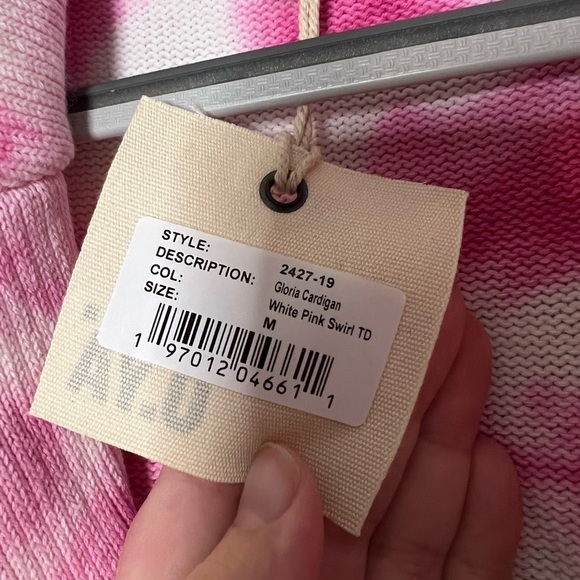 STYLE: 2427-19
DESCRIPTION: Gloria Cardigan
COL: White Pink Swirl TD
SIZE: M
1 97012 04661 1